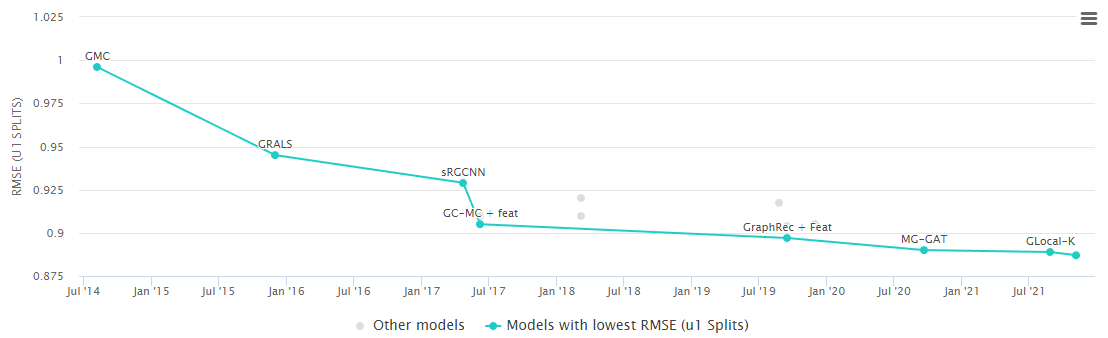 1.025
1
0.975
0.95
0.925
0.9
0.875
RMSE (U1 SPLITS)
GMC
GRALS
sRGCNN
GC-MC + feat
GraphRec + Feat
MG-GAT
GLocal-K
Jul '14 Jan '15 Jul '15 Jan '16 Jul '16 Jan '17 Jul '17 Jan '18 Jul '18 Jan '19 Jul '19 Jan '20 Jul '20 Jan '21 Jul '21
Other models Models with lowest RMSE (u1 Splits)